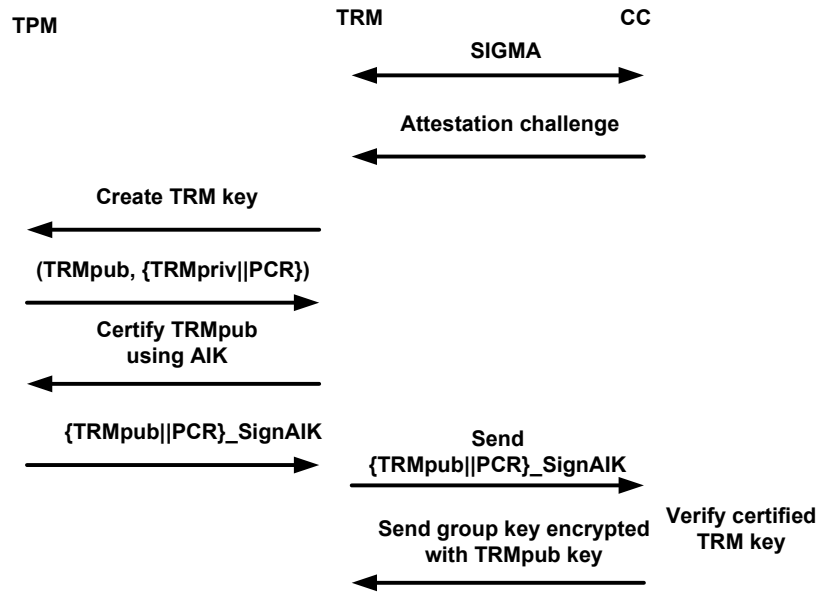 TPM
TRM
CC
SIGMA
Attestation challenge
Create TRM key
(TRMpub, {TRMpriv||PCR})
Certify TRMpub
using AIK
{TRMpub||PCR}_SignAIK
Send
{TRMpub||PCR}_SignAIK
Verify certified
TRM key
Send group key encrypted
with TRMpub key